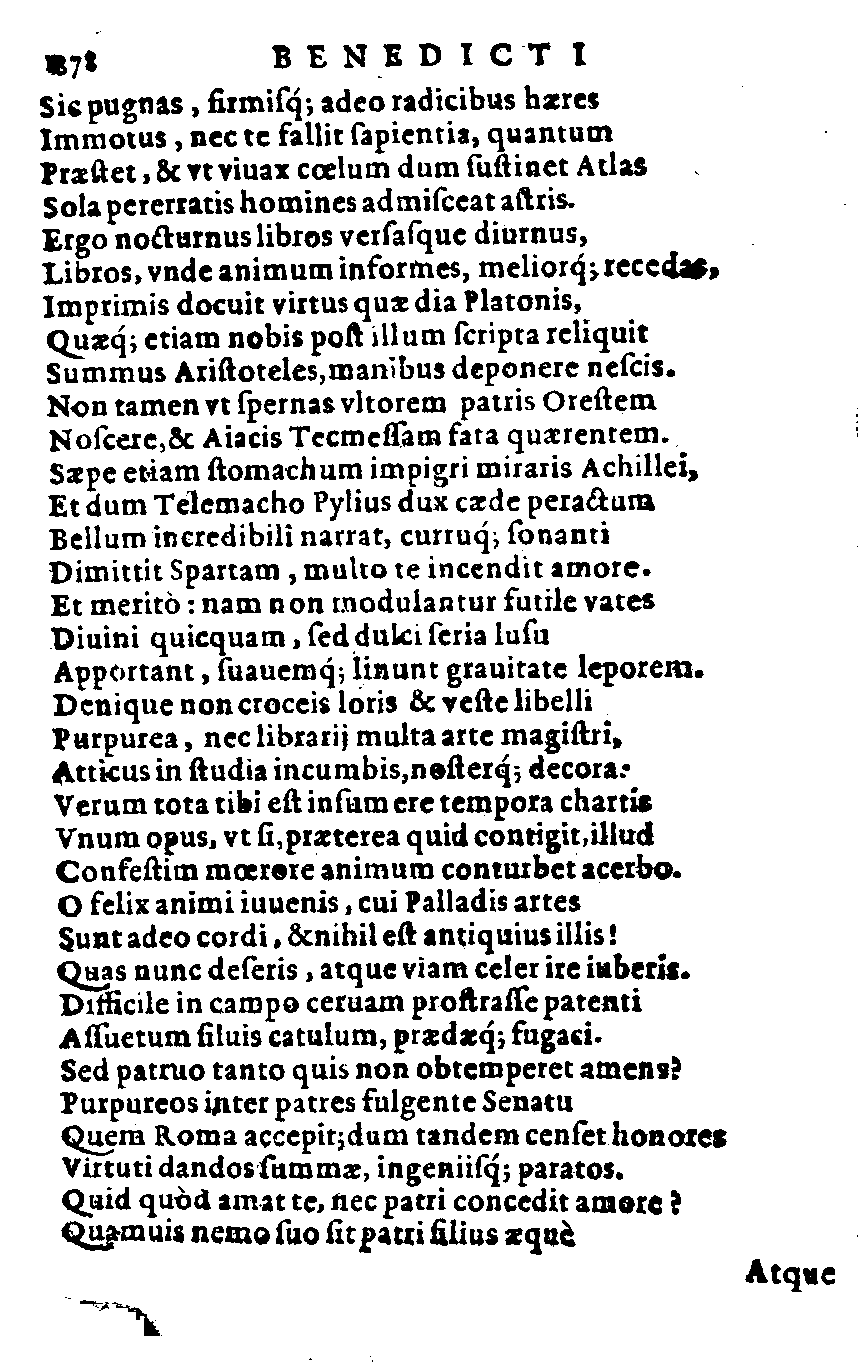 878 BENEDICTI
Sic pugnas, firmiſq́; adeo radicibus hæres
Immotus, nec te fallit ſapientia, quantum
Præſtet, & vt viuax cœlum dum ſuſtinet Atlas
Sola pererratis homines admiſceat aſtris.
Ergo nocturnus libros verſaſque diurnus,
Libros, vnde animum informes, meliorq́; recedas,
Imprimis docuit virtus quæ dia Platonis,
Quæq́; etiam nobis poſt illum ſcripta reliquit
Summus Ariſtoteles, manibus deponere neſcis.
Non tamen vt ſpernas vltorem patris Oreſtem
Noſcere, & Aiacis Tecmeſſam fata quærentem.
Sæpe etiam ſtomachum impigri miraris Achillei,
Et dum Telemacho Pylius dux cæde peractum
Bellum incredibili narrat, curruq́; ſonanti
Dimittit Spartam, multo te incendit amore.
Et meritò: nam non modulantur futile vates
Diuini quicquam, ſed dulci ſeria luſu
Apportant, ſuauemq́; linunt grauitate leporem.
Denique non croceis loris & veſte libelli
Purpurea, nec librarij multa arte magiſtri,
Atticus in ſtudia incumbis, noſterq́; decora:
Verum tota tibi eſt inſumere tempora chartis
Vnum opus, vt ſi, præterea quid contigit, illud
Confeſtim mœrore animum conturbet acerbo.
O felix animi iuuenis, cui Palladis artes
Sunt adeo cordi, & nihil eſt antiquius illis!
Quas nunc deſeris, atque viam celer ire iuberis.
Difficile in campo ceruam proſtraſſe patenti
Aſſuetum ſiluis catulum, prædæq́; fugaci.
Sed patruo tanto quis non obtemperet amens?
Purpureos inter patres fulgente Senatu
Quem Roma accepit; dum tandem cenſet honores
Virtuti dandos ſummæ, ingeniiſq́; paratos.
Quid quòd amat te, nec patri concedit amore?
Quamuis nemo ſuo ſit patri filius æquè
Atque